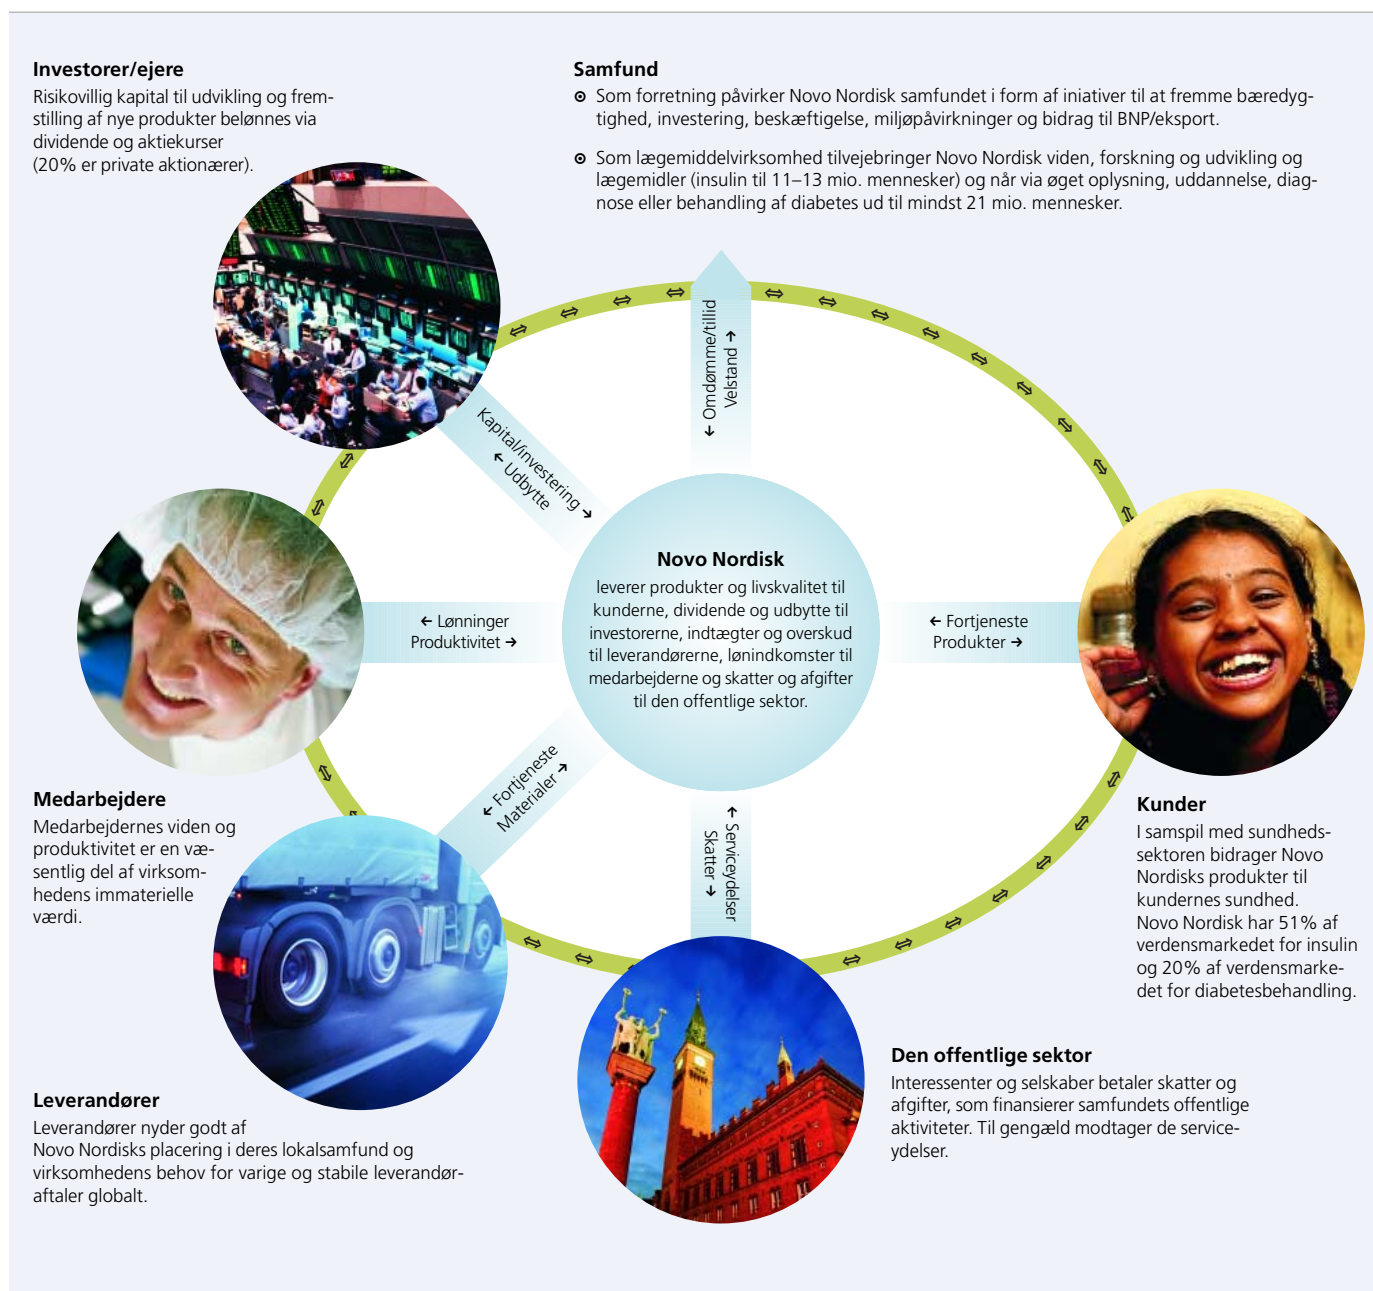 Investorer/ejere
Risikovillig kapital til udvikling og frem-
stilling af nye produkter belønnes via
dividende og aktiekurser
(20% er private aktionærer).
Samfund
Som forretning påvirker Novo Nordisk samfundet i form af iniativer til at fremme bæredyg-
tighed, investering, beskæftigelse, miljøpåvirkninger og bidrag til BNP/eksport.
Som lægemiddelvirksomhed tilvejebringer Novo Nordisk viden, forskning og udvikling og
lægemidler (insulin til 11–13 mio. mennesker) og når via øget oplysning, uddannelse, diag-
nose eller behandling af diabetes ud til mindst 21 mio. mennesker.
← Omdømme/tillid
Velstand →
Kapital/investering →
← Udbytte
Novo Nordisk
leverer produkter og livskvalitet til
kunderne, dividende og udbytte til
investorerne, indtægter og overskud
til leverandørerne, lønindkomster til
medarbejderne og skatter og afgifter
til den offentlige sektor.
← Lønninger
Produktivitet →
← Fortjeneste
Produkter →
← Fortjeneste
Materialer →
← Serviceydelser
Skatter →
Medarbejdere
Medarbejdernes viden og
produktivitet er en væ-
sentlig del af virksom-
hedens immaterielle
værdi.
Kunder
I samspil med sundheds-
sektoren bidrager Novo
Nordisks produkter til
kundernes sundhed.
Novo Nordisk har 51% af
verdensmarkedet for insulin
og 20% af verdensmarke-
det for diabetesbehandling.
Leverandører
Leverandører nyder godt af
Novo Nordisks placering i deres lokalsamfund og
virksomhedens behov for varige og stabile leverandør-
aftaler globalt.
Den offentlige sektor
Interessenter og selskaber betaler skatter og
afgifter, som finansierer samfundets offentlige
aktiviteter. Til gengæld modtager de service-
ydelser.